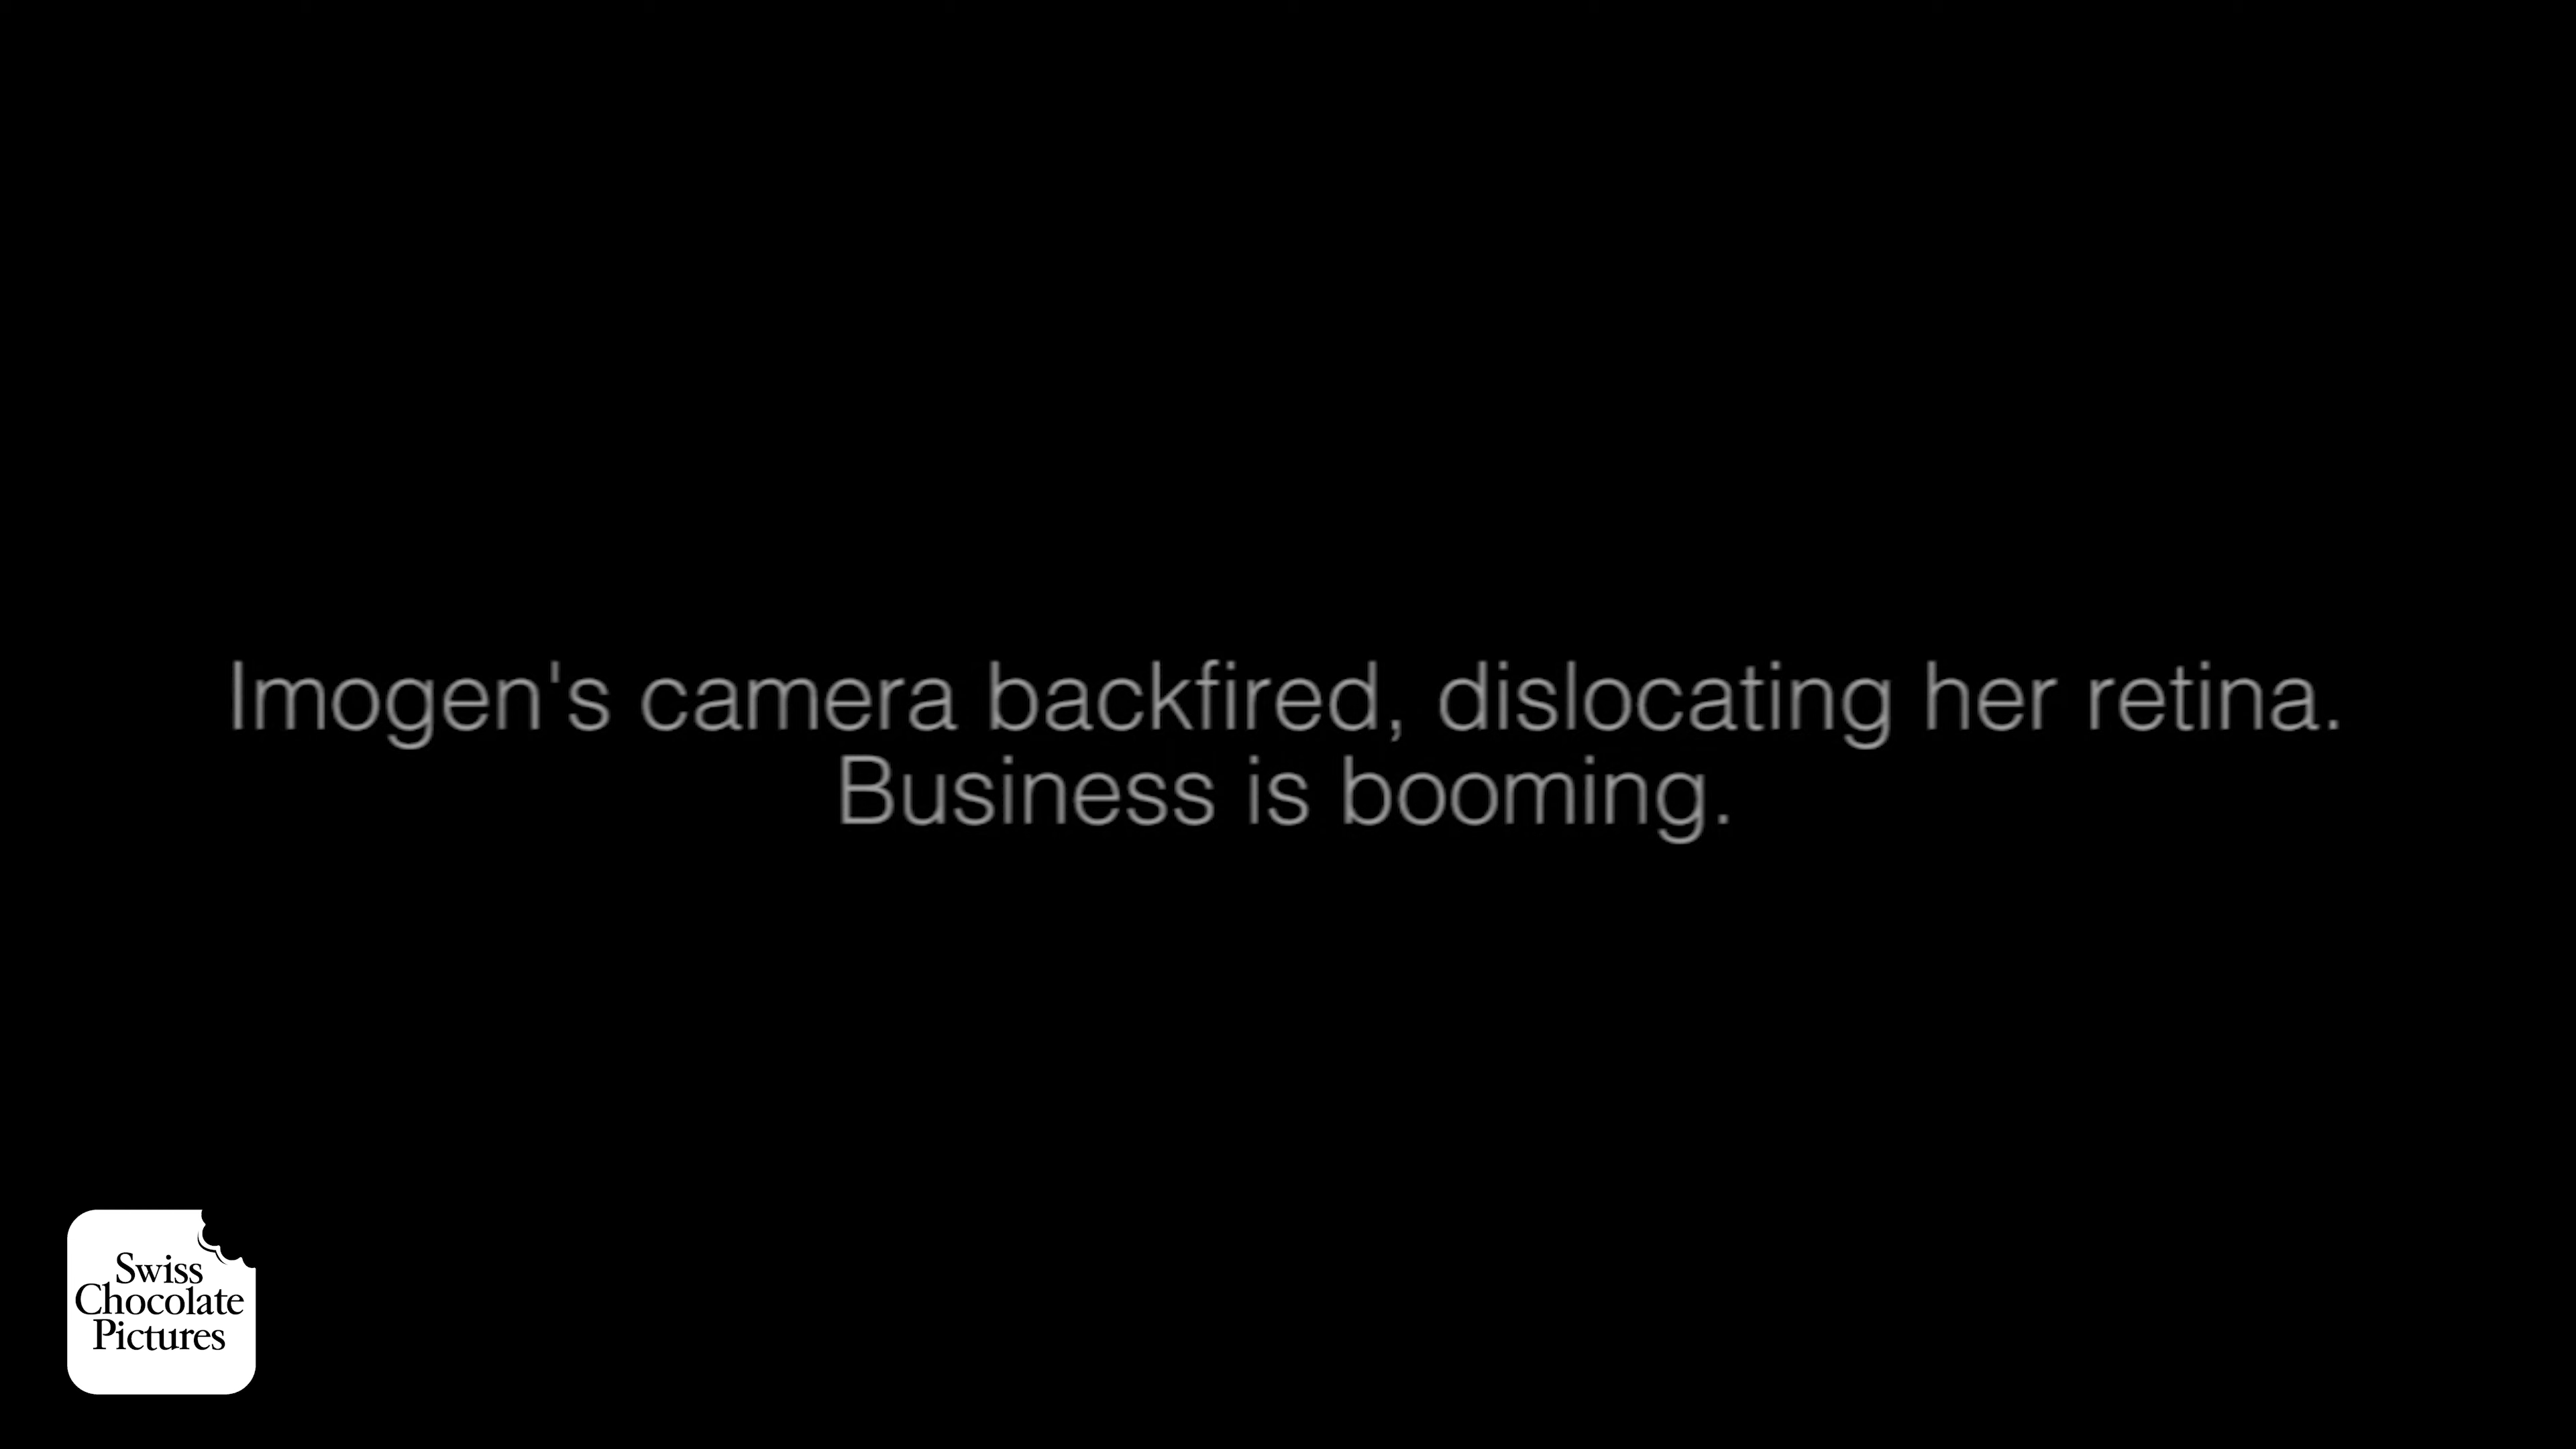 Imogen's camera backfired, dislocating her retina.
Business is booming.
Swiss
Chocolate
Pictures